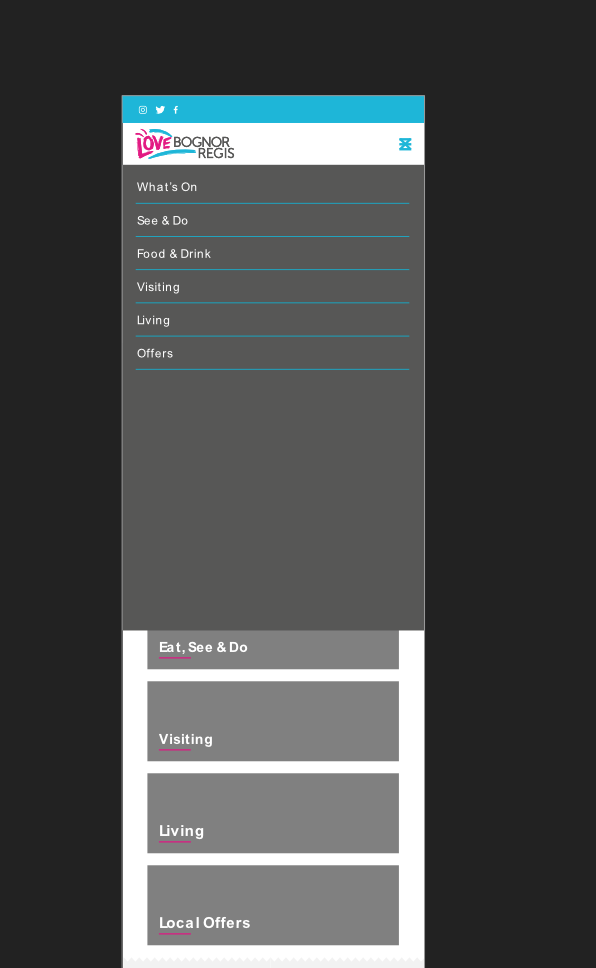 LOVE BOGNOR
REGIS
What's On
See & Do
Food & Drink
Visiting
Living
Offers
Eat, See & Do
Visiting
Living
Local Offers